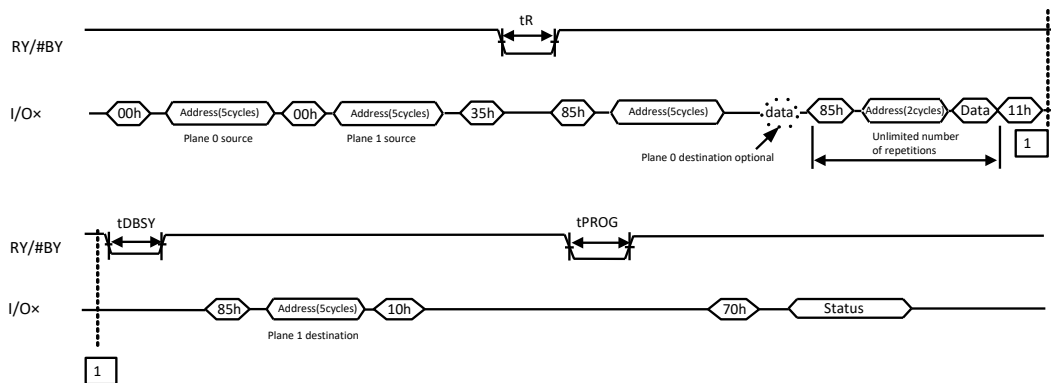 tR
RY/#BY
I/O×
00h
Address(5cycles)
00h
Address(5cycles)
35h
85h
Address(5cycles)
data
85h
Address(2cycles)
Data
11h
Plane 0 source
Plane 1 source
Plane 0 destination optional
Unlimited number
of repetitions
1
tDBSY
tPROG
RY/#BY
I/O×
85h
Address(5cycles)
10h
70h
Status
Plane 1 destination
1